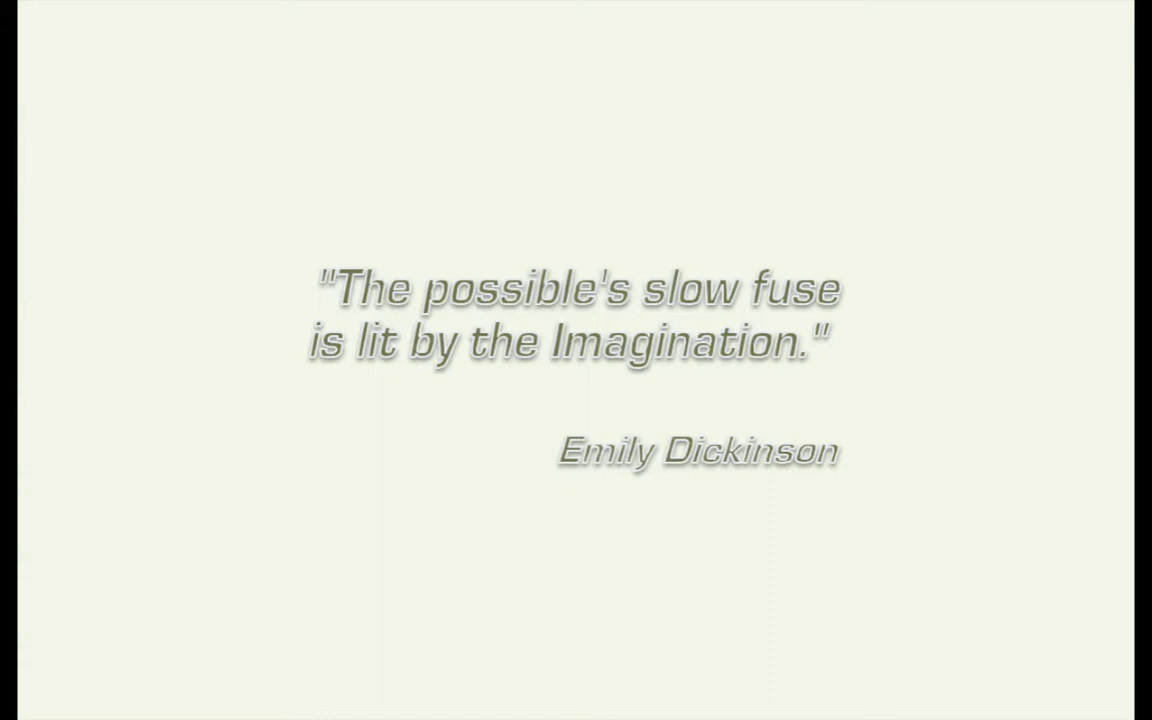 "The possible's slow fuse
is lit by the Imagination."
Emily Dickinson